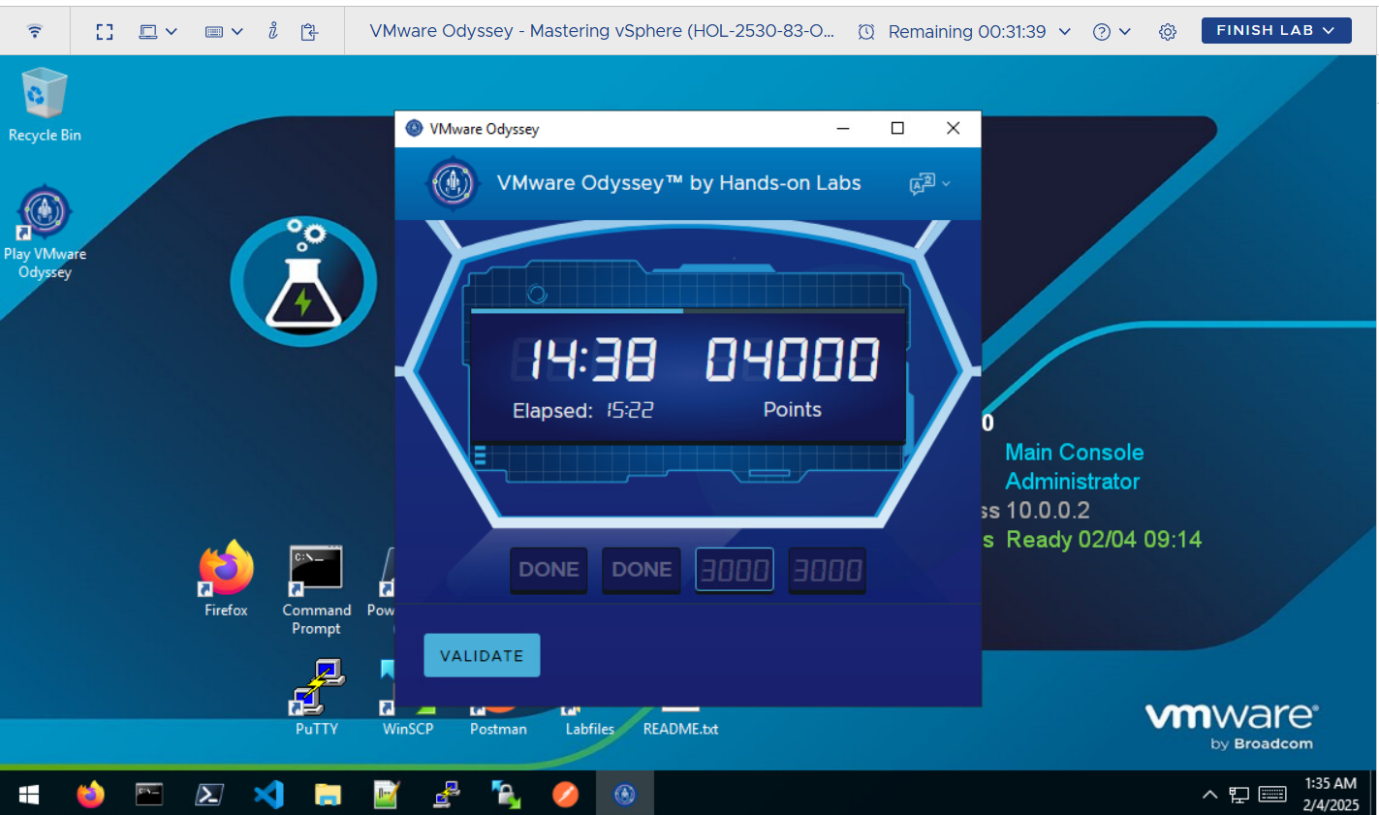 VMware Odyssey - Mastering vSphere (HOL-2530-83-O...
Remaining 00:31:39
FINISH LAB
Recycle Bin
Play VMware
Odyssey
VMware Odyssey
VMware Odyssey™ by Hands-on Labs
14:38
04000
Elapsed: 15:22
Points
DONE
DONE
3000
3000
VALIDATE
0
Main Console
Administrator
ss 10.0.0.2
s Ready 02/04 09:14
Firefox
Command
Prompt
Pow
PuTTY
WinSCP
Postman
Labfiles
README.txt
vmware®
by Broadcom
1:35 AM
2/4/2025